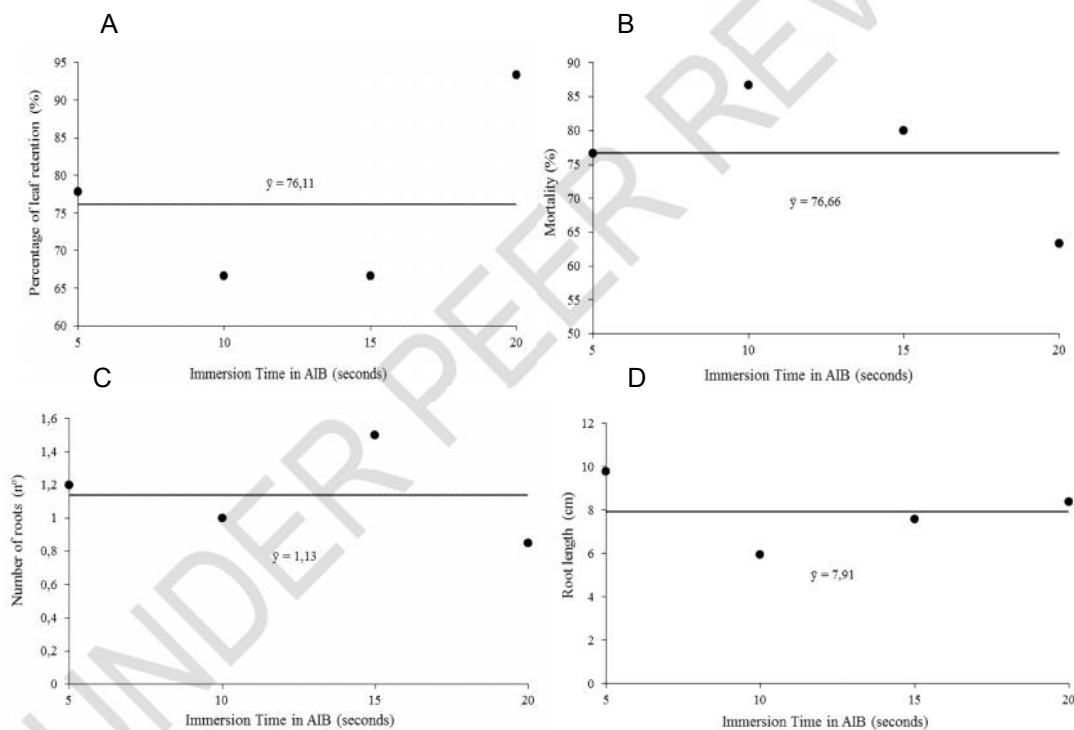 A
Percentage of leaf retention (%)
95
90
85
80
75
70
65
60
ȳ = 76,11
5 10 15 20
Immersion Time in AIB (seconds)
B
Mortality (%)
90
85
80
75
70
65
60
55
50
ȳ = 76,66
5 10 15 20
Immersion Time in AIB (seconds)
C
Number of roots (nº)
1,6
1,4
1,2
1
0,8
0,6
0,4
0,2
0
ȳ = 1,13
5 10 15 20
Immersion Time in AIB (seconds)
D
Root length (cm)
12
10
8
6
4
2
0
ȳ = 7,91
5 10 15 20
Immersion Time in AIB (seconds)
UNDER PEER REV